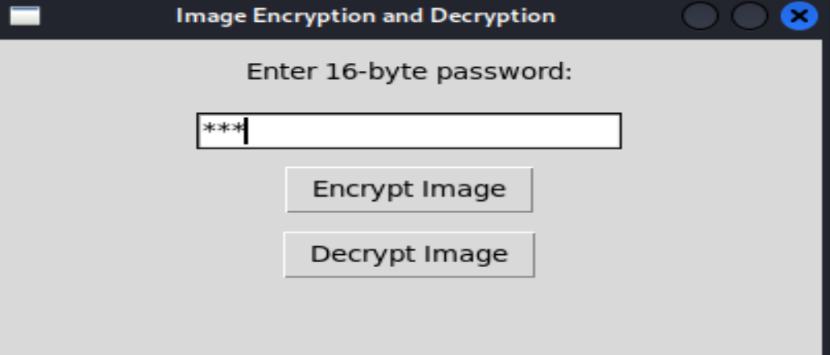 Image Encryption and Decryption
Enter 16-byte password:
***
Encrypt Image
Decrypt Image